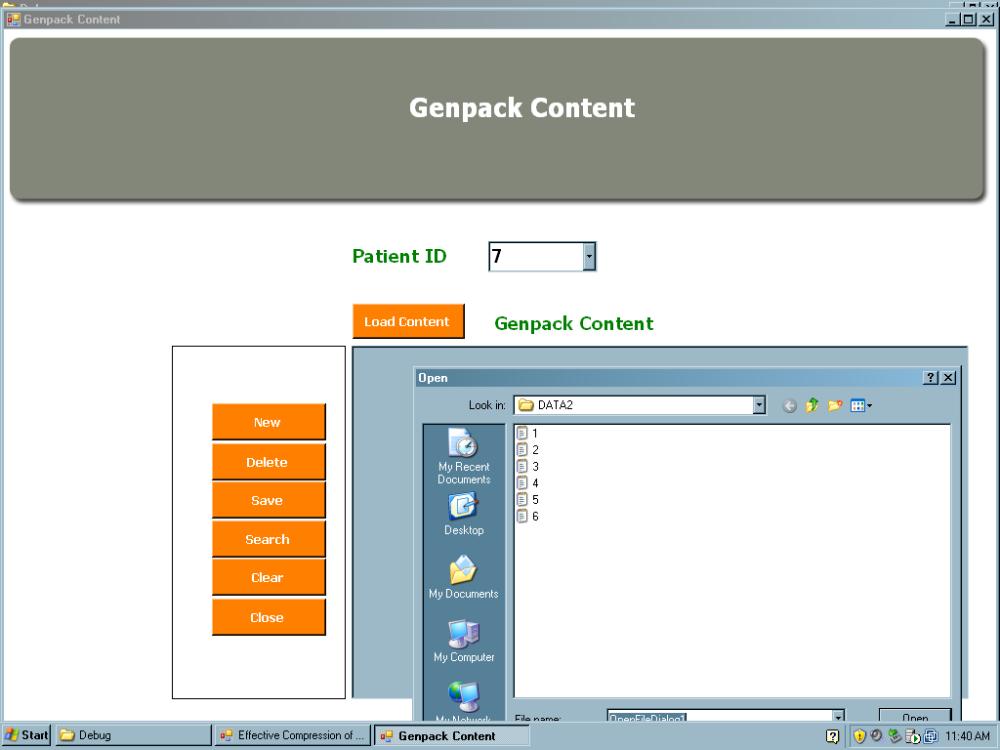 Genpack Content
Genpack Content
Patient ID
7
Load Content
Genpack Content
Open
Look in:
DATA2
New
Delete
Save
Search
Clear
Close
My Recent
Documents
Desktop
My Documents
My Computer
My Network
1
2
3
4
5
6
File name:
OpenFileDialog1
Open
Start
Debug
Effective Compression of ...
Genpack Content
11:40 AM